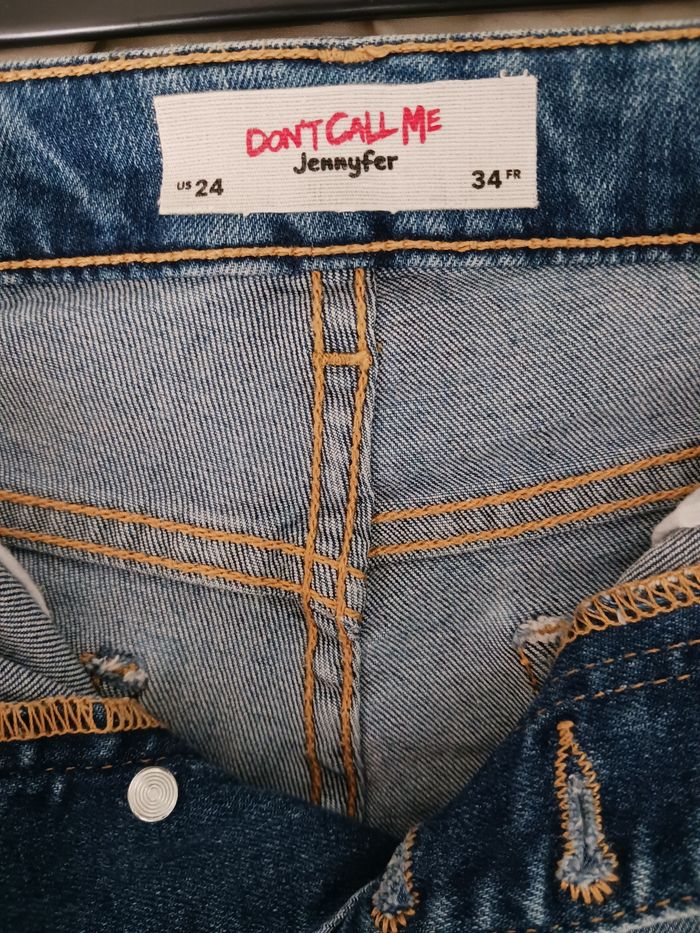 DON'T CALL ME
Jennyfer
US 24
34 FR